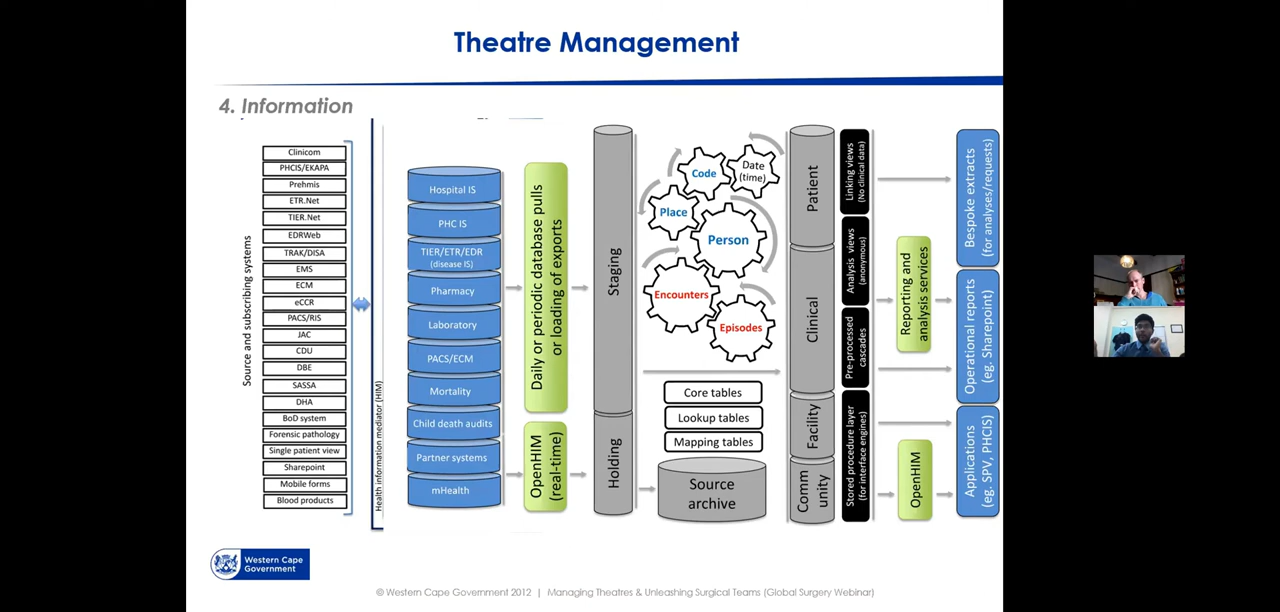 Theatre Management
4. Information
Source and subscribing systems
Clinicom
PHCIS/EKAPA
Prehmis
ETR.Net
TIER.Net
EDRWeb
TRAK/DISA
EMS
ECM
eCCR
PACS/RIS
JAC
CDU
DBE
SASSA
DHA
BoD system
Forensic pathology
Single patient view
Sharepoint
Mobile forms
Blood products
Health information mediator (HIM)
Hospital IS
PHC IS
TIER/ETR/EDR
(disease IS)
Pharmacy
Laboratory
PACS/ECM
Mortality
Child death audits
Partner systems
mHealth
Daily or periodic database pulls
or loading of exports
OpenHIM
(real-time)
Staging
Holding
Code
Date
(time)
Place
Person
Encounters
Episodes
Core tables
Lookup tables
Mapping tables
Source
archive
Patient
Clinical
Facility
Comm
unity
Linking views
(No clinical data)
Analysis views
(anonymous)
Pre-processed
cascades
Stored procedure layer
(for interface engines)
Reporting and
analysis services
OpenHIM
Bespoke extracts
(for analyses/requests)
Operational reports
(eg. Sharepoint)
Applications
(eg. SPV, PHCIS)
Western Cape
Government
© Western Cape Government 2012 | Managing Theatres & Unleashing Surgical Teams (Global Surgery Webinar)